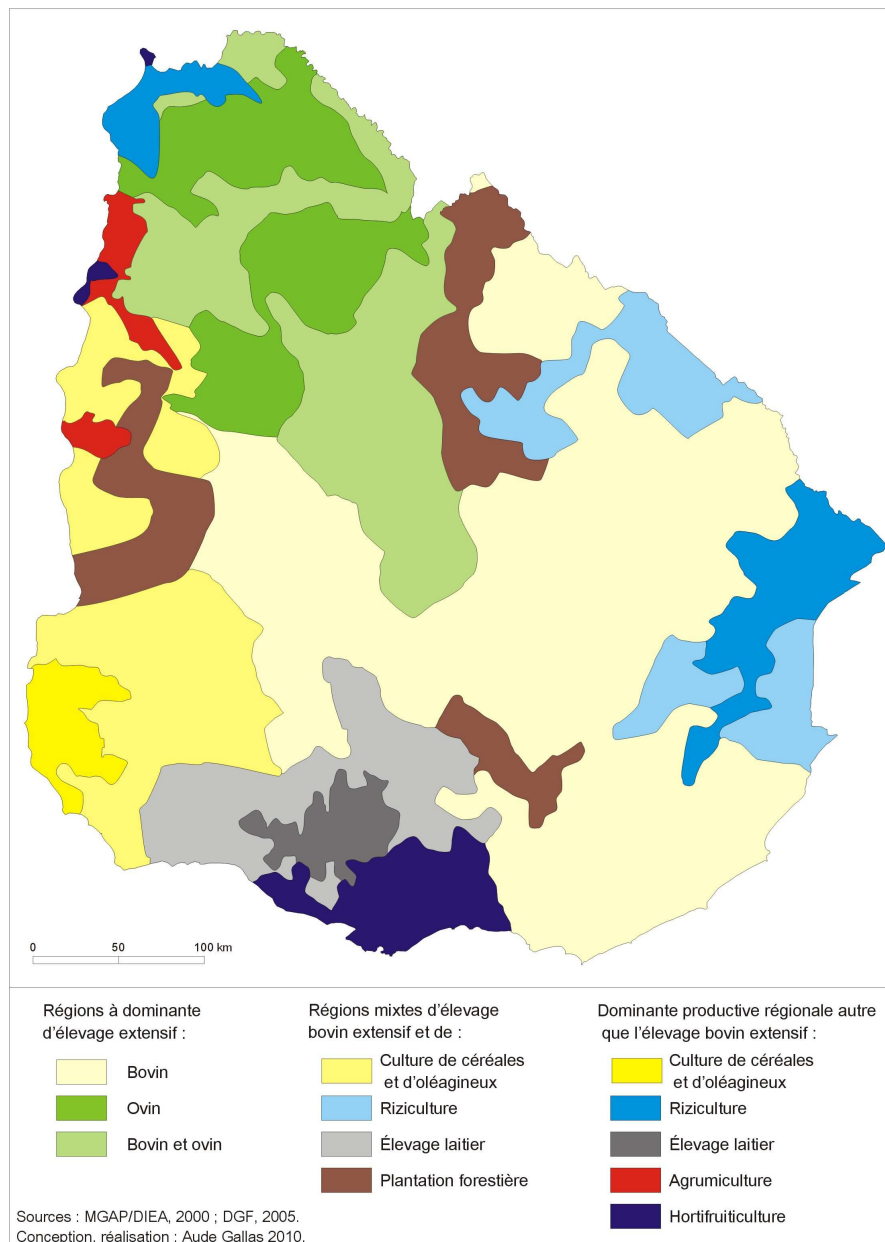 0 50 100 km
Régions à dominante
d'élevage extensif :
Bovin
Ovin
Bovin et ovin
Régions mixtes d'élevage
bovin extensif et de :
Culture de céréales
et d'oléagineux
Riziculture
Élevage laitier
Plantation forestière
Dominante productive régionale autre
que l'élevage bovin extensif :
Culture de céréales
et d'oléagineux
Riziculture
Élevage laitier
Agrumiculture
Hortifruiticulture
Sources : MGAP/DIEA, 2000 ; DGF, 2005.
Conception, réalisation : Aude Gallas 2010.